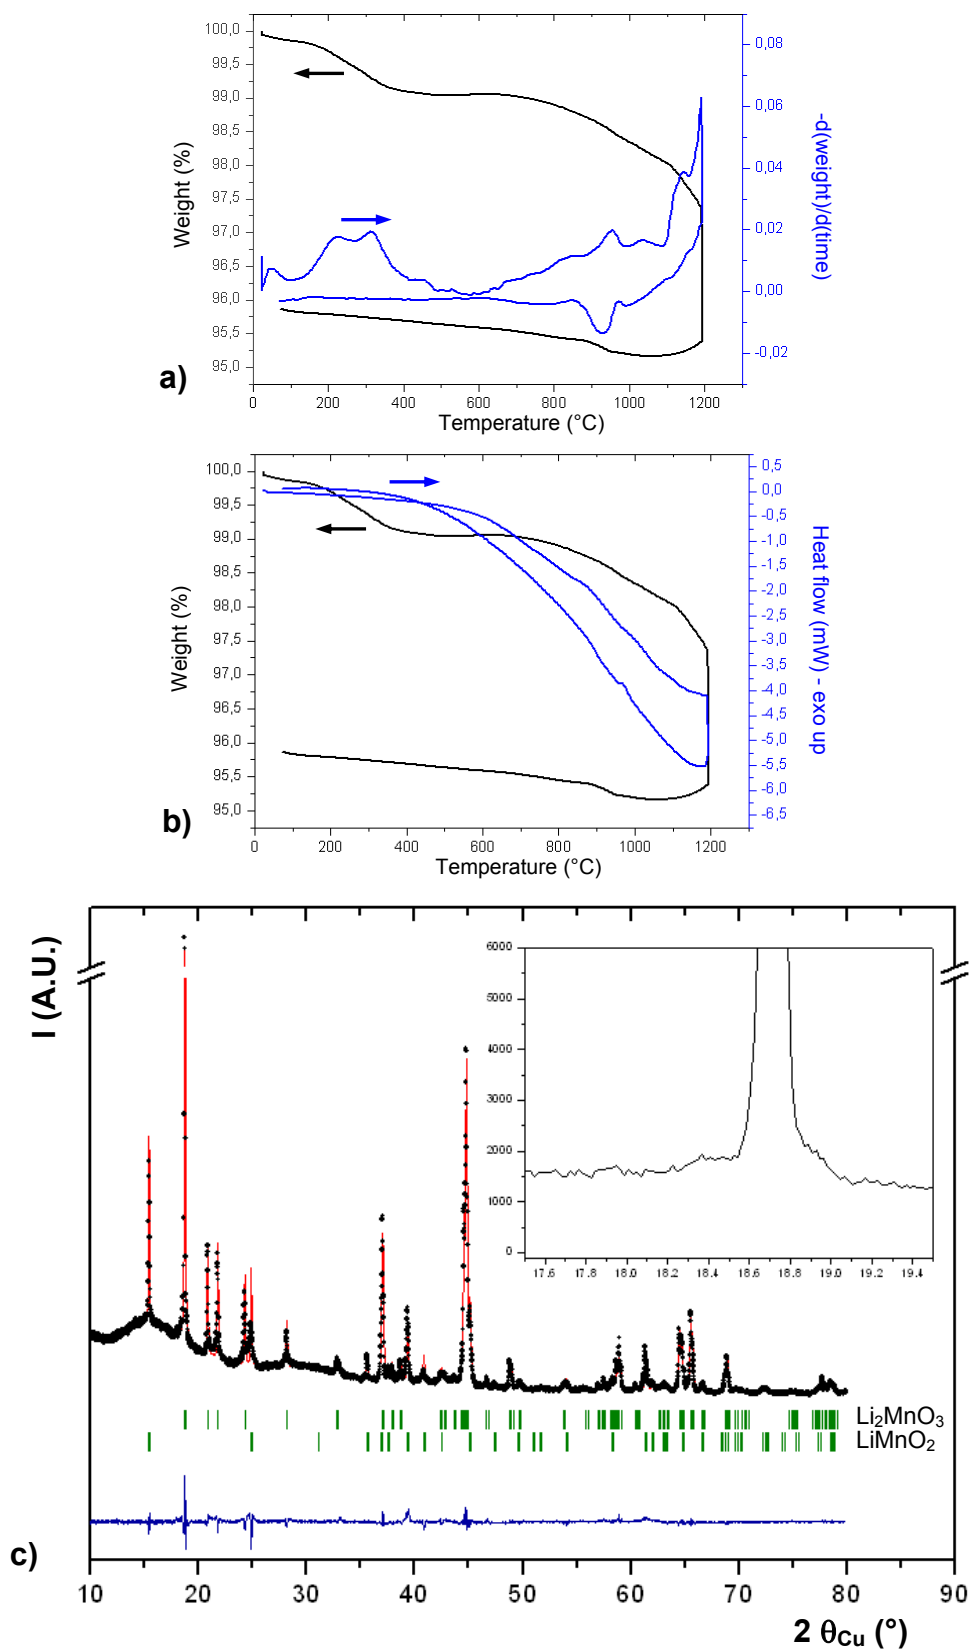 100,0
99,5
99,0
98,5
98,0
97,5
97,0
96,5
96,0
95,5
95,0
Weight (%)
0,08
0,06
0,04
0,02
0,00
-0,02
-d(weight)/d(time)
0 200 400 600 800 1000 1200
Temperature (°C)
a)
100,0
99,5
99,0
98,5
98,0
97,5
97,0
96,5
96,0
95,5
95,0
Weight (%)
0,5
0,0
-0,5
-1,0
-1,5
-2,0
-2,5
-3,0
-3,5
-4,0
-4,5
-5,0
-5,5
-6,0
-6,5
Heat flow (mW) - exo up
0 200 400 600 800 1000 1200
Temperature (°C)
b)
I (A.U.)
6000
5000
4000
3000
2000
1000
0
17.6 17.8 18.0 18.2 18.4 18.6 18.8 19.0 19.2 19.4
Li₂MnO₃
LiMnO₂
c)
10 20 30 40 50 60 70 80 90
2 θCu (°)